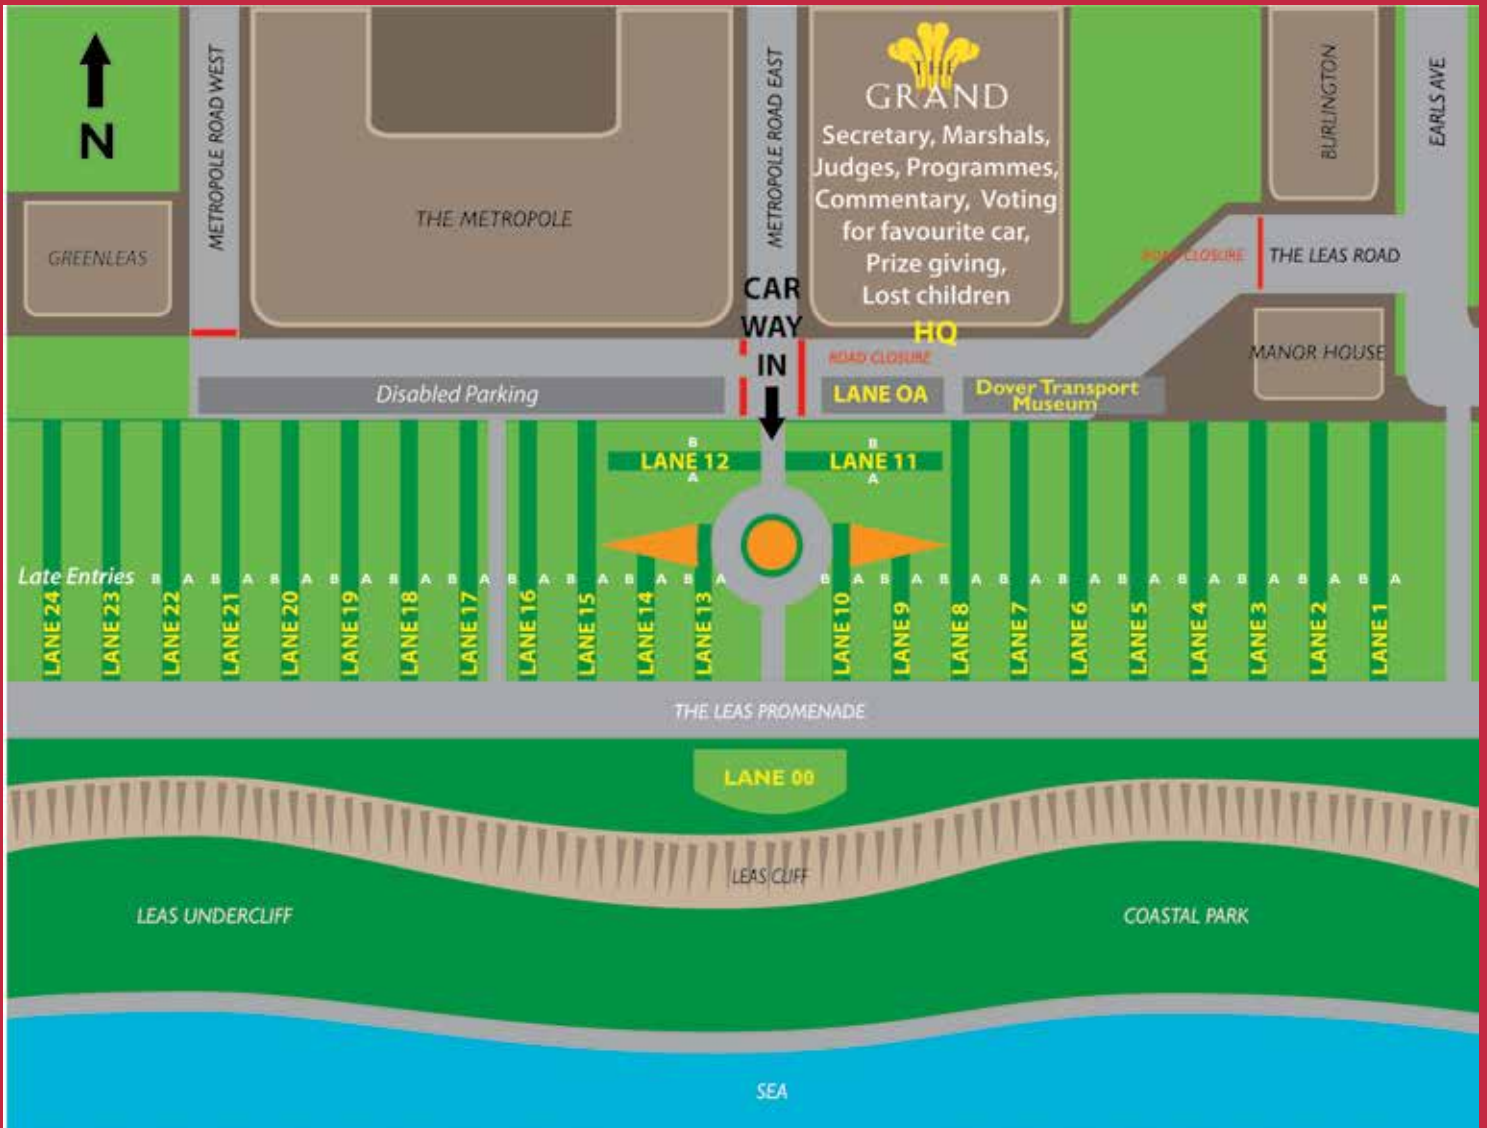 N
METROPOLE ROAD WEST
GREENLEAS
THE METROPOLE
METROPOLE ROAD EAST
THE
GRAND
Secretary, Marshals,
Judges, Programmes,
Commentary, Voting
for favourite car,
Prize giving,
Lost children
HQ
BURLINGTON
EARLS AVE
ROAD CLOSURE
THE LEAS ROAD
MANOR HOUSE
CAR
WAY
IN
ROAD CLOSURE
Disabled Parking
LANE OA
Dover Transport
Museum
B
LANE 12
A
B
LANE 11
A
Late Entries
B A B A B A B A B A B A B A B A B A B A
B A B A B A B A B A B A B A B A B A B A
LANE 24
LANE 23
LANE 22
LANE 21
LANE 20
LANE 19
LANE 18
LANE 17
LANE 16
LANE 15
LANE 14
LANE 13
LANE 10
LANE 9
LANE 8
LANE 7
LANE 6
LANE 5
LANE 4
LANE 3
LANE 2
LANE 1
THE LEAS PROMENADE
LANE 00
LEAS CLIFF
LEAS UNDERCLIFF
COASTAL PARK
SEA